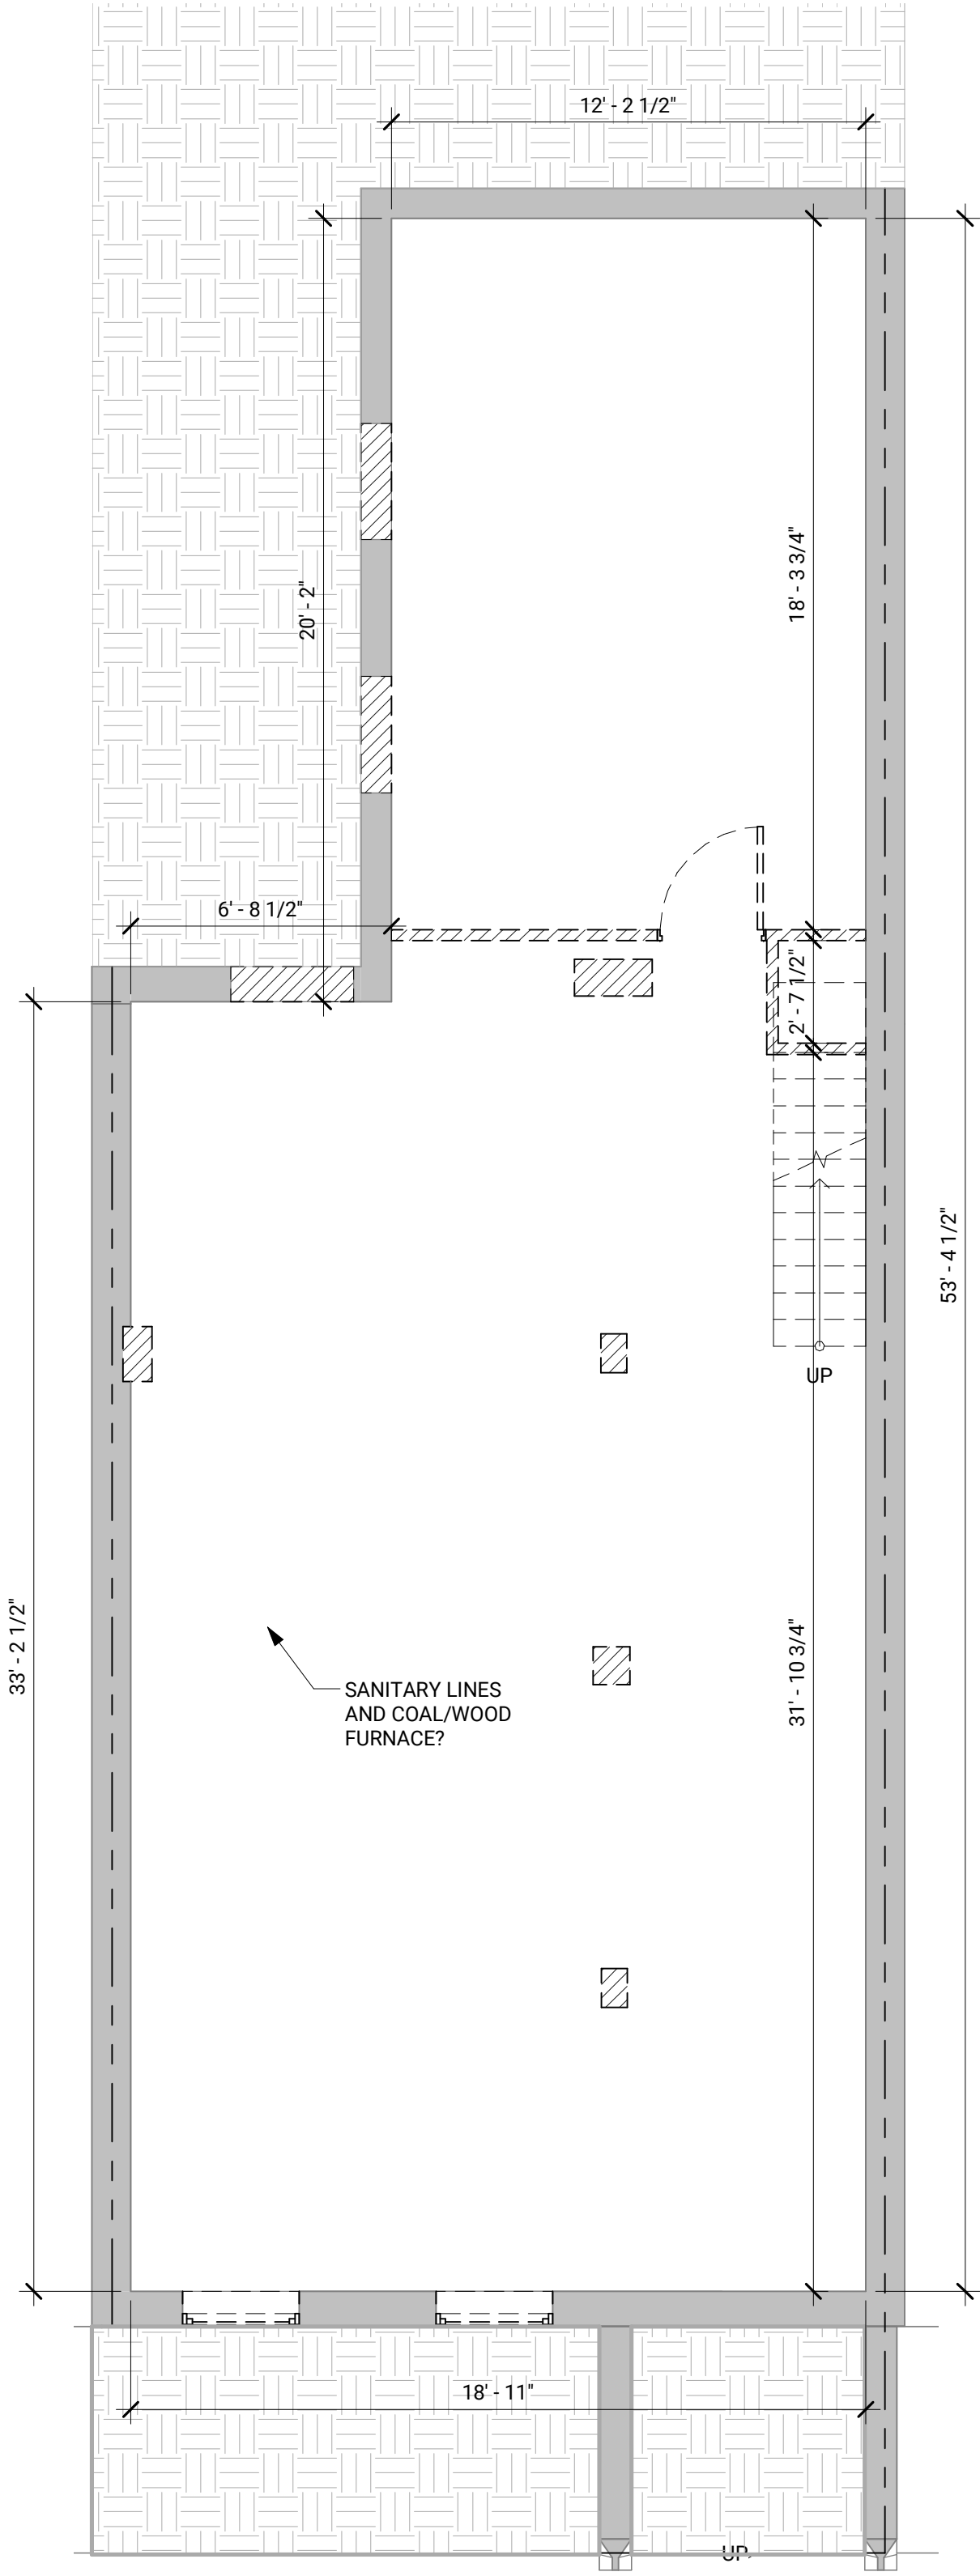 12' - 2 1/2"
18' - 3 3/4"
20' - 2"
6' - 8 1/2"
2' - 7 1/2"
53' - 4 1/2"
UP
33' - 2 1/2"
31' - 10 3/4"
SANITARY LINES
AND COAL/WOOD
FURNACE?
18' - 11"
UP